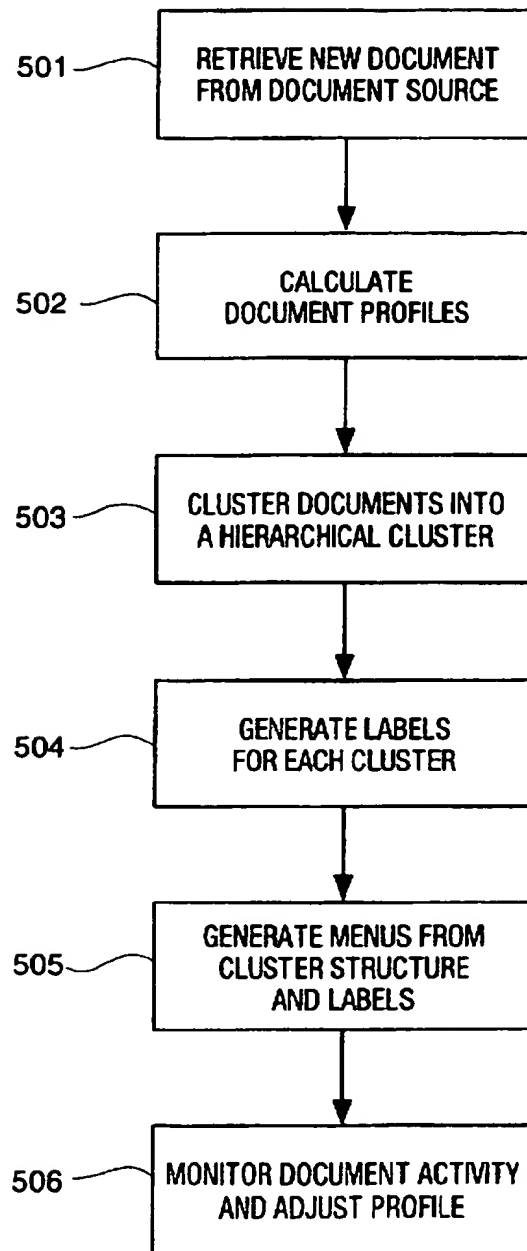 501
RETRIEVE NEW DOCUMENT
FROM DOCUMENT SOURCE
502
CALCULATE
DOCUMENT PROFILES
503
CLUSTER DOCUMENTS INTO
A HIERARCHICAL CLUSTER
504
GENERATE LABELS
FOR EACH CLUSTER
505
GENERATE MENUS FROM
CLUSTER STRUCTURE
AND LABELS
506
MONITOR DOCUMENT ACTIVITY
AND ADJUST PROFILE